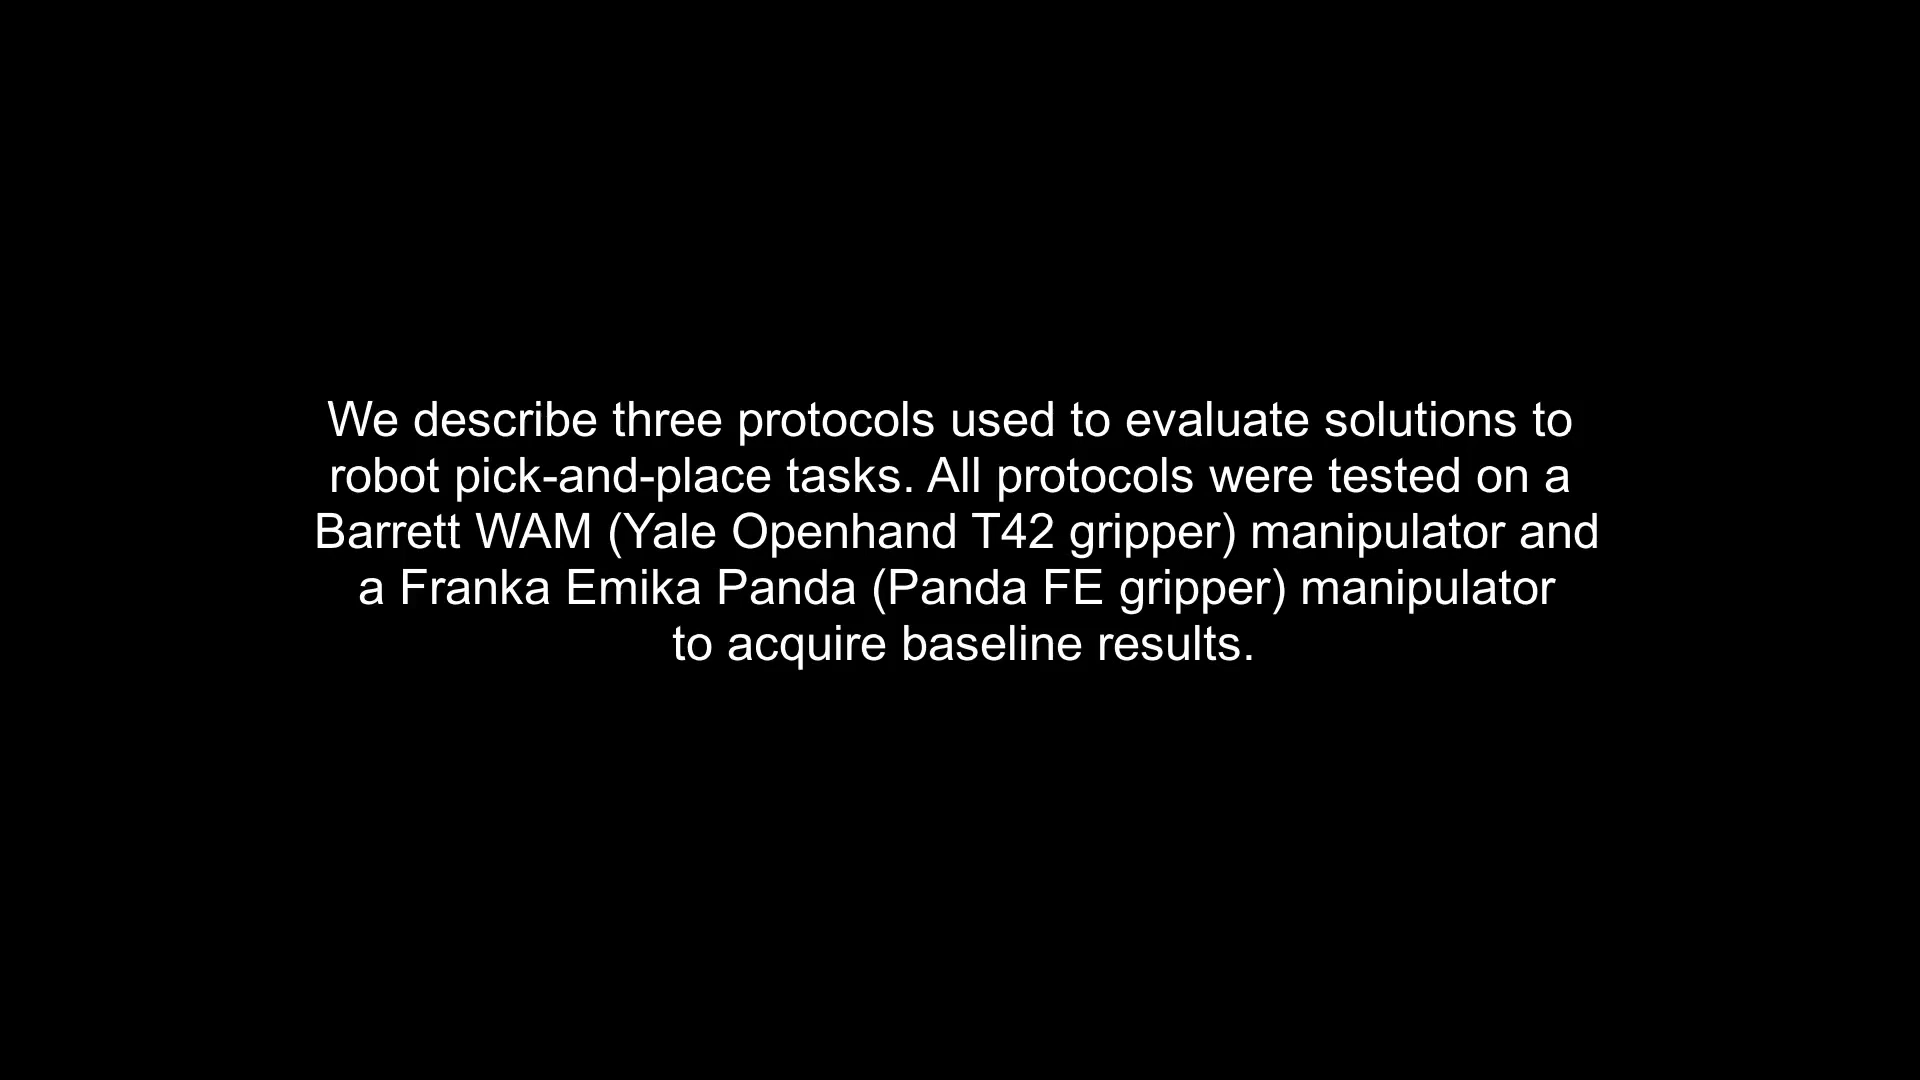 We describe three protocols used to evaluate solutions to
robot pick-and-place tasks. All protocols were tested on a
Barrett WAM (Yale Openhand T42 gripper) manipulator and
a Franka Emika Panda (Panda FE gripper) manipulator
to acquire baseline results.